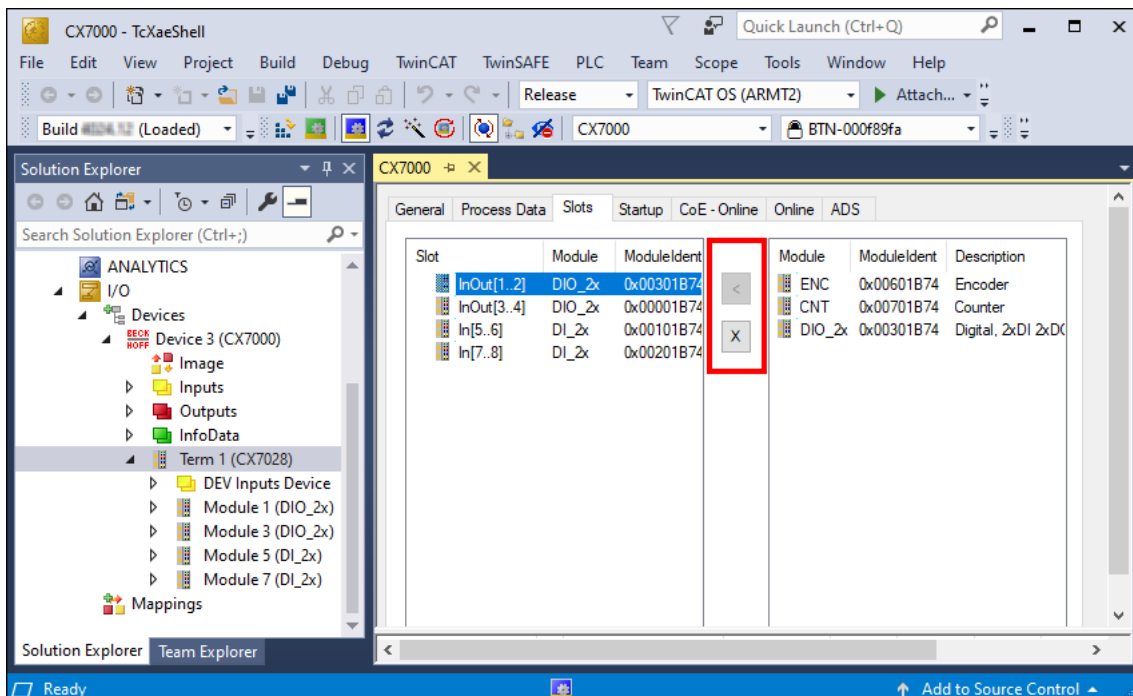 CX7000 - TcXaeShell
Quick Launch (Ctrl+Q)
File Edit View Project Build Debug TwinCAT TwinSAFE PLC Team Scope Tools Window Help
Release TwinCAT OS (ARMT2) Attach...
Build (Loaded) CX7000 BTN-000f89fa
Solution Explorer
Search Solution Explorer (Ctrl+;)
ANALYTICS
I/O
Devices
BECK
HOFF
Device 3 (CX7000)
Image
Inputs
Outputs
InfoData
Term 1 (CX7028)
DEV Inputs Device
Module 1 (DIO_2x)
Module 3 (DIO_2x)
Module 5 (DI_2x)
Module 7 (DI_2x)
Mappings
Solution Explorer Team Explorer
CX7000
General Process Data Slots Startup CoE - Online Online ADS
Slot Module ModuleIdent
InOut[1..2] DIO_2x 0x00301B74
InOut[3..4] DIO_2x 0x00001B74
In[5..6] DI_2x 0x00101B74
In[7..8] DI_2x 0x00201B74
<
X
Module ModuleIdent Description
ENC 0x00601B74 Encoder
CNT 0x00701B74 Counter
DIO_2x 0x00301B74 Digital, 2xDI 2xD
Ready Add to Source Control